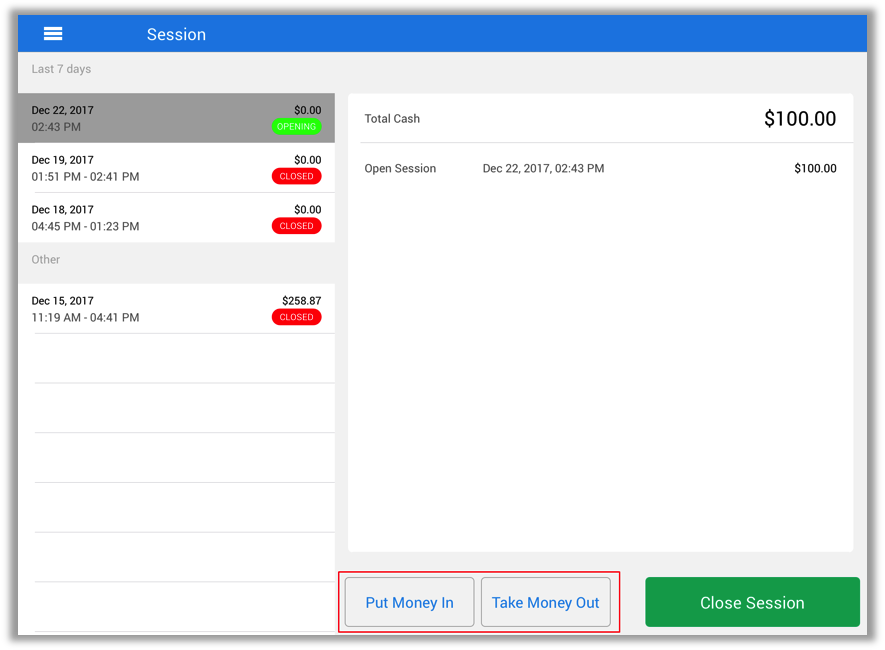 Session
Last 7 days
Dec 22, 2017 $0.00
02:43 PM OPENING
Dec 19, 2017 $0.00
01:51 PM - 02:41 PM CLOSED
Dec 18, 2017 $0.00
04:45 PM - 01:23 PM CLOSED
Other
Dec 15, 2017 $258.87
11:19 AM - 04:41 PM CLOSED
Total Cash $100.00
Open Session Dec 22, 2017, 02:43 PM $100.00
Put Money In Take Money Out Close Session